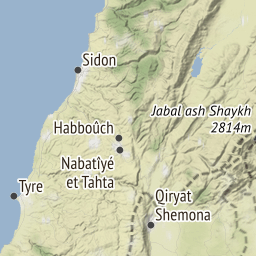 Sidon
Jabal ash Shaykh
2814m
Habboûch
Nabatîyé
et Tahta
Tyre
Qiryat
Shemona